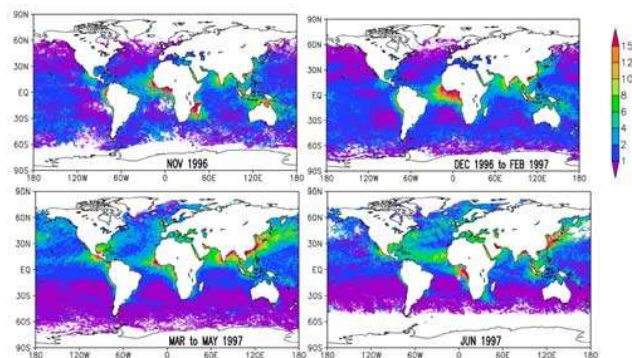 90N
60N
30N
EQ
30S
60S
90S
180 120W 60W 0 60E 120E 180
NOV 1996
90N
60N
30N
EQ
30S
60S
90S
180 120W 60W 0 60E 120E 180
DEC 1996 to FEB 1997
15
12
10
8
6
4
2
1
90N
60N
30N
EQ
30S
60S
90S
180 120W 60W 0 60E 120E 180
MAR to MAY 1997
90N
60N
30N
EQ
30S
60S
90S
180 120W 60W 0 60E 120E 180
JUN 1997